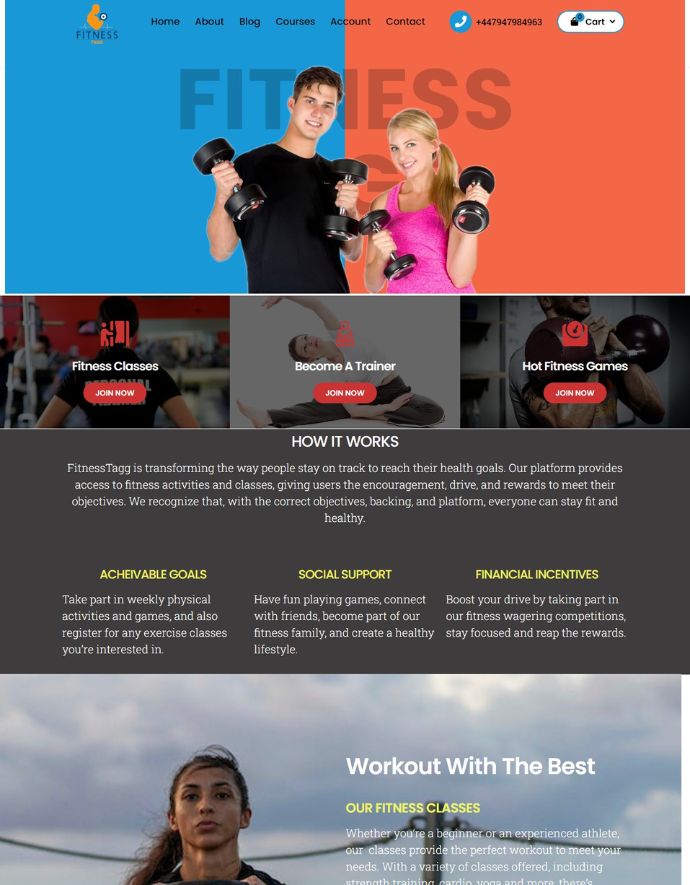 Home About Blog Courses Account Contact +447947984963 0 Cart
FITNESS
FITNESS
Fitness Classes
JOIN NOW
Become A Trainer
JOIN NOW
Hot Fitness Games
JOIN NOW
HOW IT WORKS
FitnessTagg is transforming the way people stay on track to reach their health goals. Our platform provides
access to fitness activities and classes, giving users the encouragement, drive, and rewards to meet their
objectives. We recognize that, with the correct objectives, backing, and platform, everyone can stay fit and
healthy.
ACHEIVABLE GOALS
Take part in weekly physical
activities and games, and also
register for any exercise classes
you're interested in.
SOCIAL SUPPORT
Have fun playing games, connect
with friends, become part of our
fitness family, and create a healthy
lifestyle.
FINANCIAL INCENTIVES
Boost your drive by taking part in
our fitness wagering competitions,
stay focused and reap the rewards.
Workout With The Best
OUR FITNESS CLASSES
Whether you're a beginner or an experienced athlete,
our classes provide the perfect workout to meet your
needs. With a variety of classes offered, including
strength training, cardio, yoga and more, there's